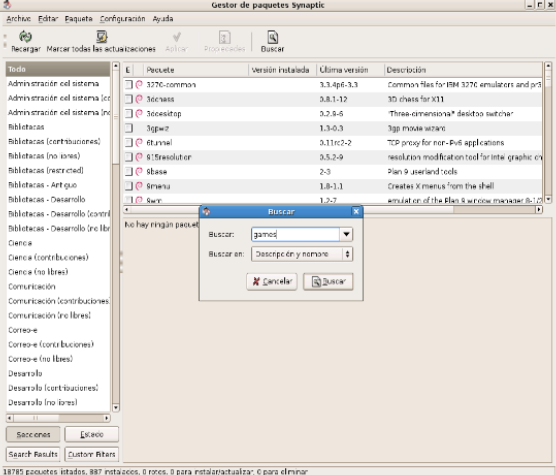 Gestor de paquetes Synaptic
Archivo Editar Paquete Configuración Ayuda
Recargar Marcar todas las actualizaciones Aplicar Propiedades Buscar
Todo
Administración del sistema
Administración del sistema (co
Administración del sistema (no
Bibliotecas
Bibliotecas (contribuciones)
Bibliotecas (no libres)
Bibliotecas (restricted)
Bibliotecas - Antiguo
Bibliotecas - Desarrollo
Bibliotecas - Desarrollo (contri
Bibliotecas - Desarrollo (no libr
Ciencia
Ciencia (contribuciones)
Ciencia (no libres)
Comunicación
Comunicación (contribuciones
Comunicación (no libres)
Correo-e
Correo-e (contribuciones)
Correo-e (no libres)
Desarrollo
Desarrollo (contribuciones)
Desarrollo (no libres)
Secciones Estado
Search Results Custom Filters
E Paquete Versión instalada Última versión Descripción
3270-common 3.3.4p6-3.3 Common files for IBM 3270 emulators and pr3
3dchess 0.8.1-12 3D chess for X11
3ddesktop 0.2.9-6 "Three-dimensional" desktop switcher
3gpwiz 1.3-0.3 3gp movie wizard
6tunnel 0.11rc2-2 TCP proxy for non-IPv6 applications
915resolution 0.5.2-9 resolution modification tool for Intel graphic ch
9base 2-3 Plan 9 userland tools
9menu 1.8-1.1 Creates X menus from the shell
9wm 1.2-7 emulation of the Plan 9 window manager 8-1/2
No hay ningún paquet
Buscar
Buscar: games
Buscar en: Descripción y nombre
Cancelar Buscar
18785 paquetes listados, 887 instalados, 0 rotos, 0 para instalar/actualizar, 0 para eliminar